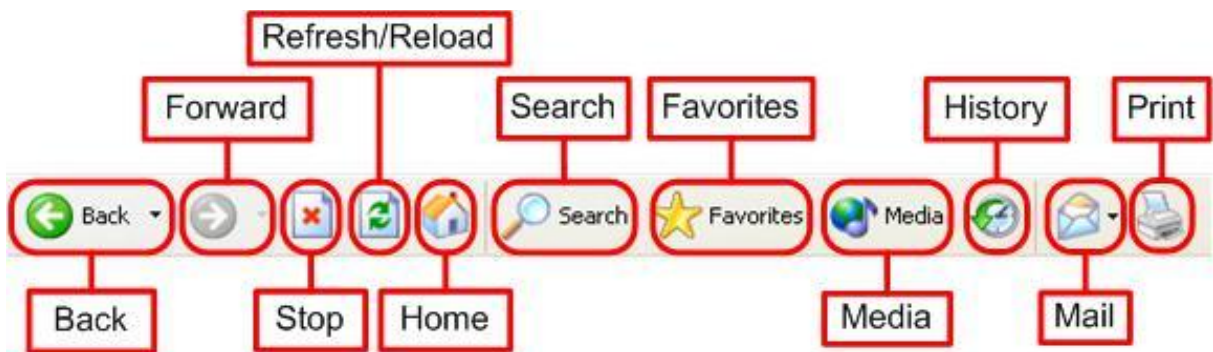 Refresh/Reload
Forward
Search
Favorites
History
Print
Back
Search
Favorites
Media
Back
Stop
Home
Media
Mail